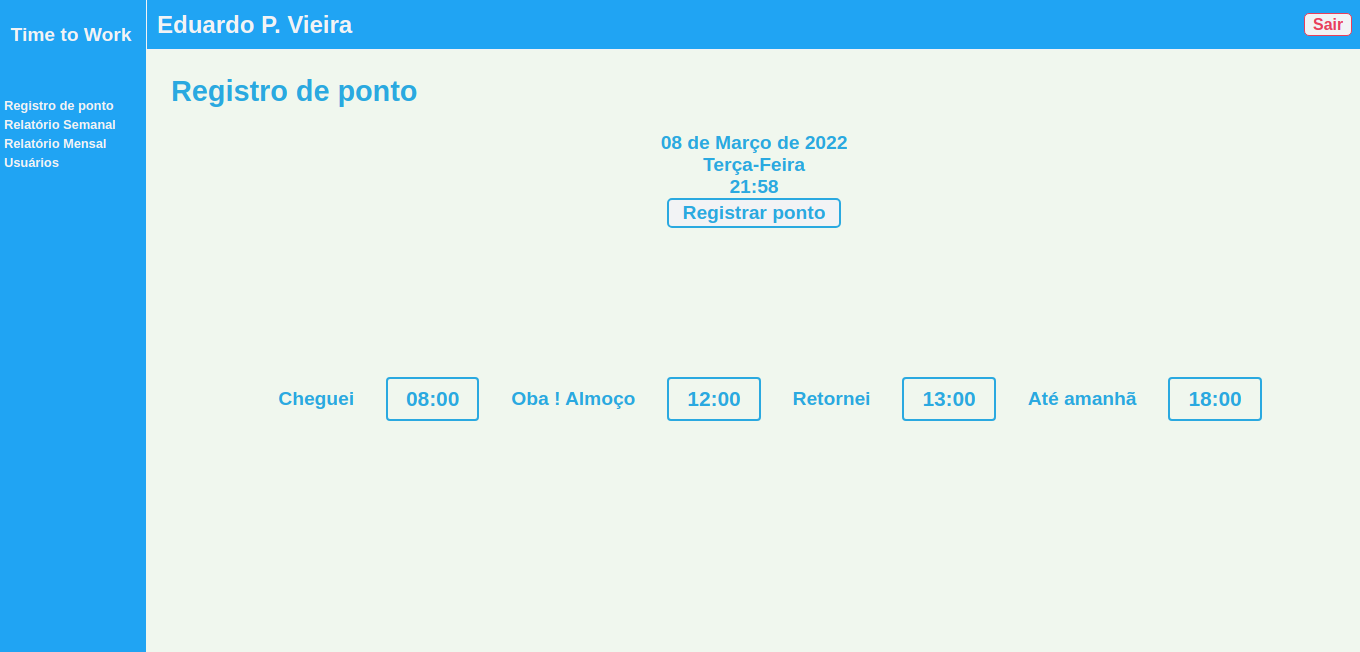 Time to Work
Eduardo P. Vieira
Sair
Registro de ponto
Relatório Semanal
Relatório Mensal
Usuários
Registro de ponto
08 de Março de 2022
Terça-Feira
21:58
Registrar ponto
Cheguei 08:00 Oba ! Almoço 12:00 Retornei 13:00 Até amanhã 18:00